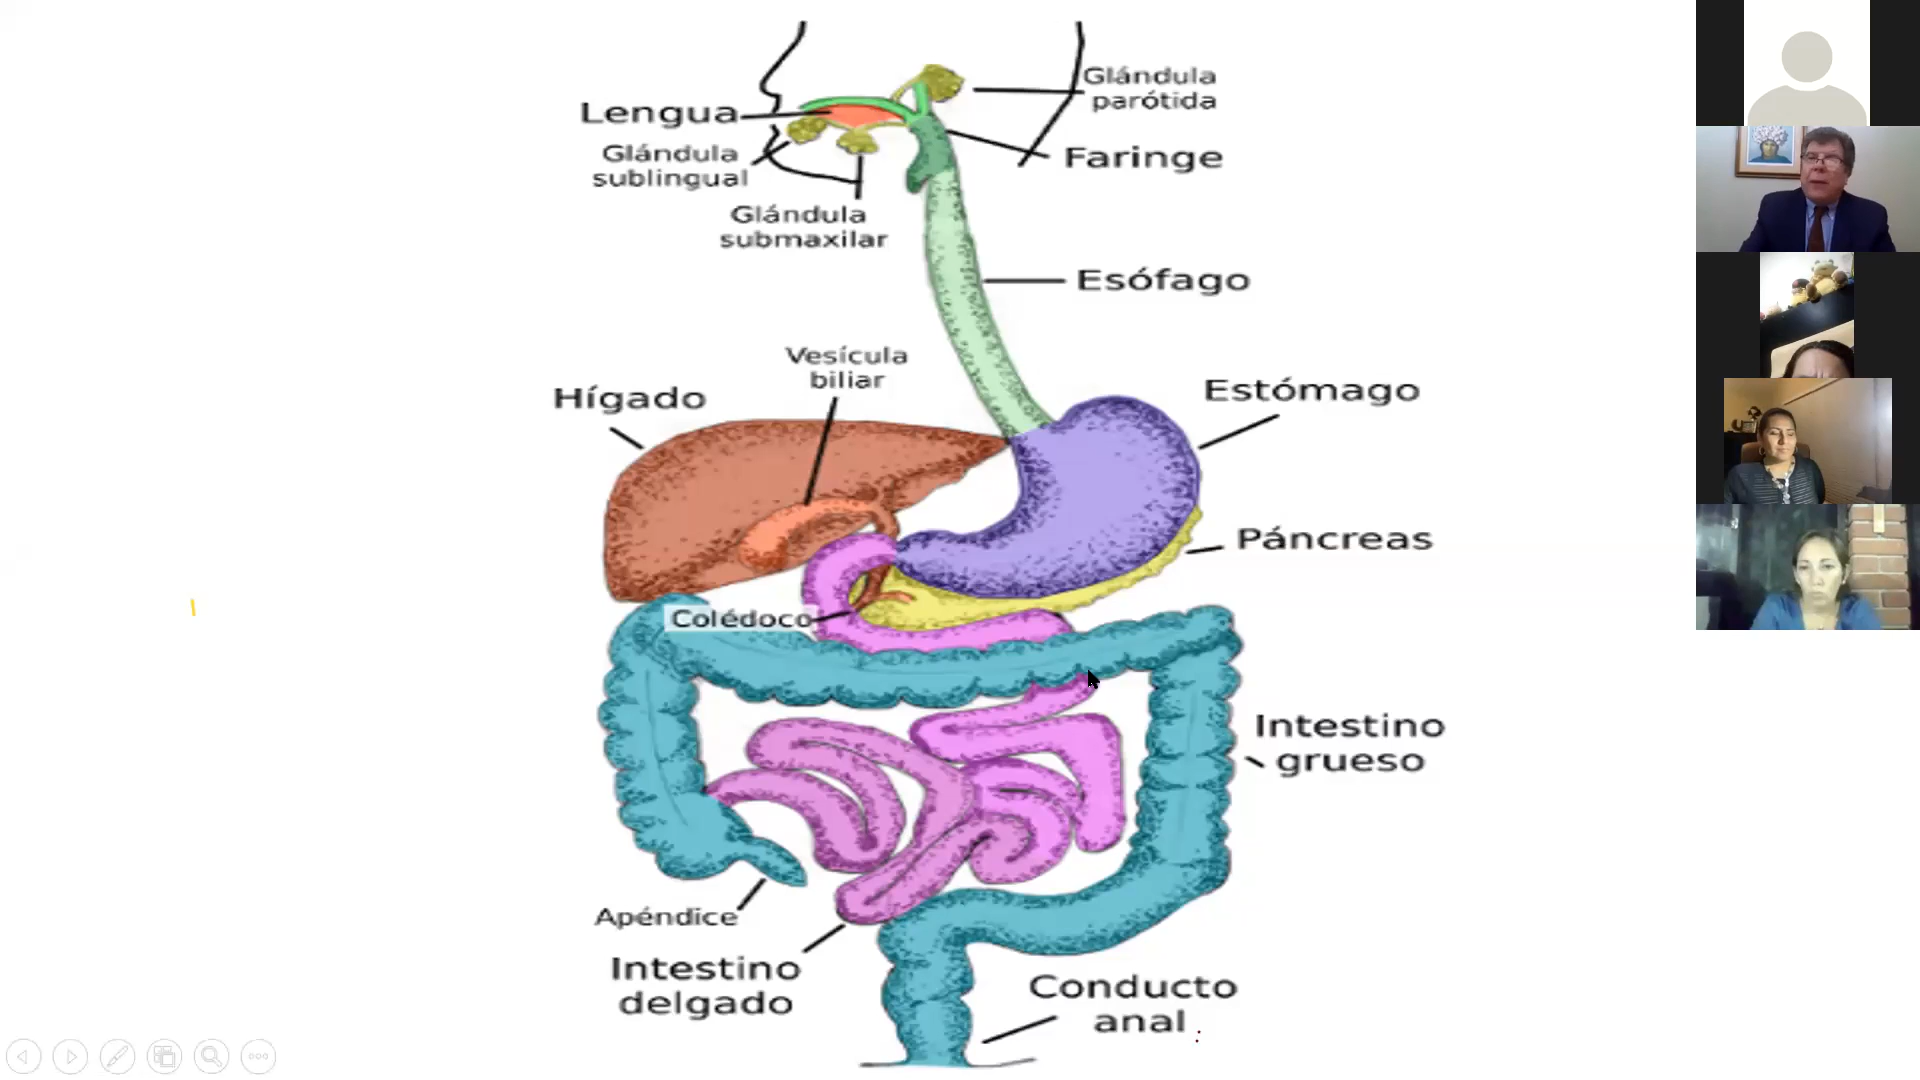 Glándula
parótida
Lengua
Glándula
sublingual
Faringe
Glándula
submaxilar
Esófago
Vesícula
biliar
Hígado
Estómago
Páncreas
Colédoco
Intestino
grueso
Apéndice
Intestino
delgado
Conducto
anal